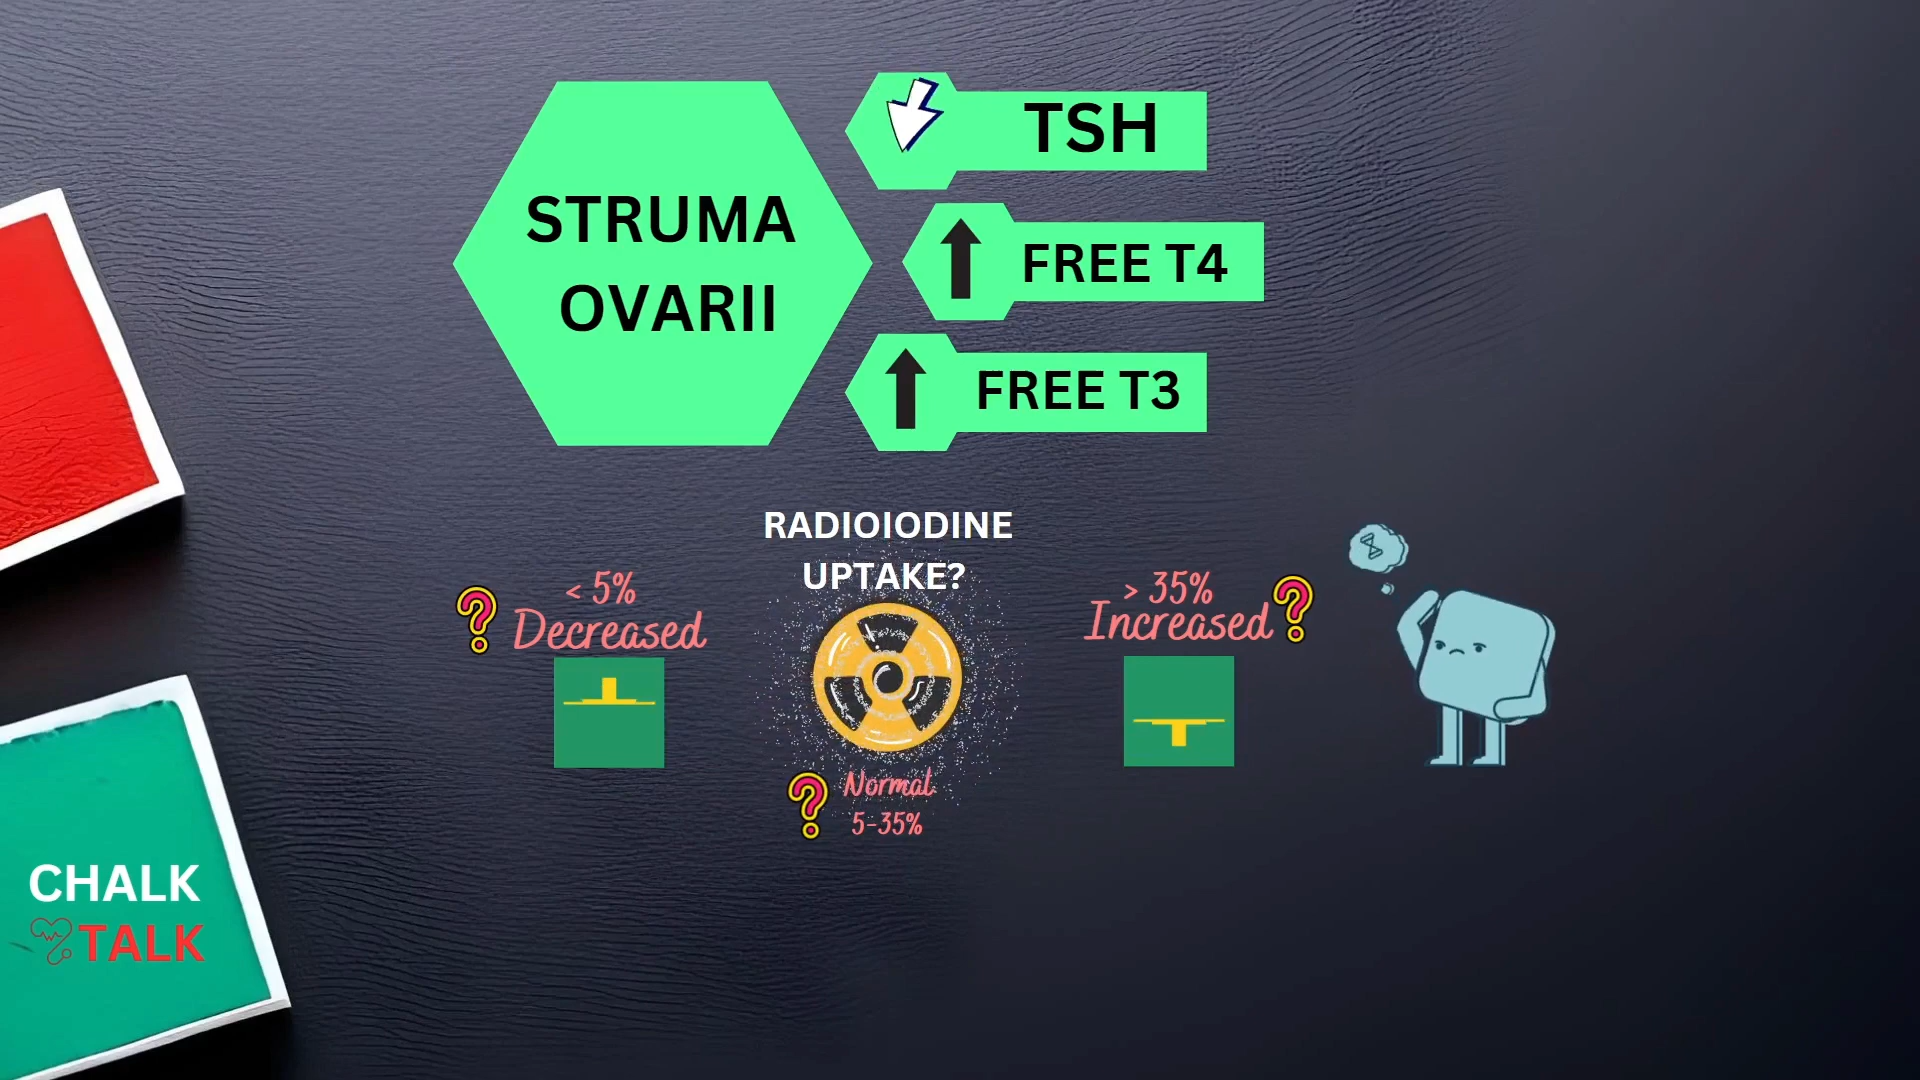 STRUMA
OVARII
TSH
FREE T4
FREE T3
RADIOIODINE
UPTAKE?
? < 5%
Decreased
> 35% ?
Increased
? Normal
5-35%
CHALK
TALK